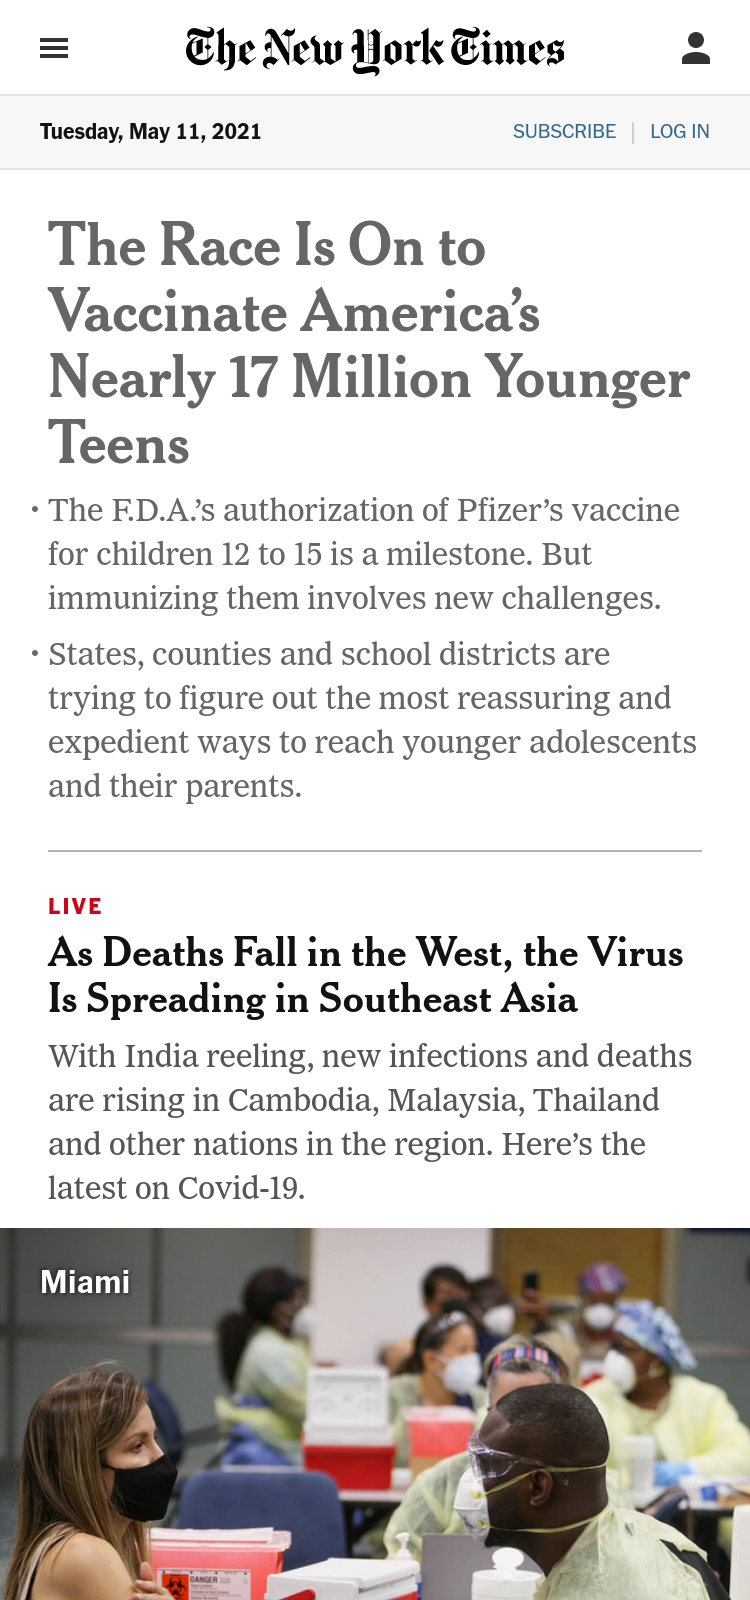 The New York Times
Tuesday, May 11, 2021
SUBSCRIBE | LOG IN
The Race Is On to
Vaccinate America’s
Nearly 17 Million Younger
Teens
• The F.D.A.’s authorization of Pfizer’s vaccine
for children 12 to 15 is a milestone. But
immunizing them involves new challenges.
• States, counties and school districts are
trying to figure out the most reassuring and
expedient ways to reach younger adolescents
and their parents.
LIVE
As Deaths Fall in the West, the Virus
Is Spreading in Southeast Asia
With India reeling, new infections and deaths
are rising in Cambodia, Malaysia, Thailand
and other nations in the region. Here’s the
latest on Covid-19.
Miami
DANGER